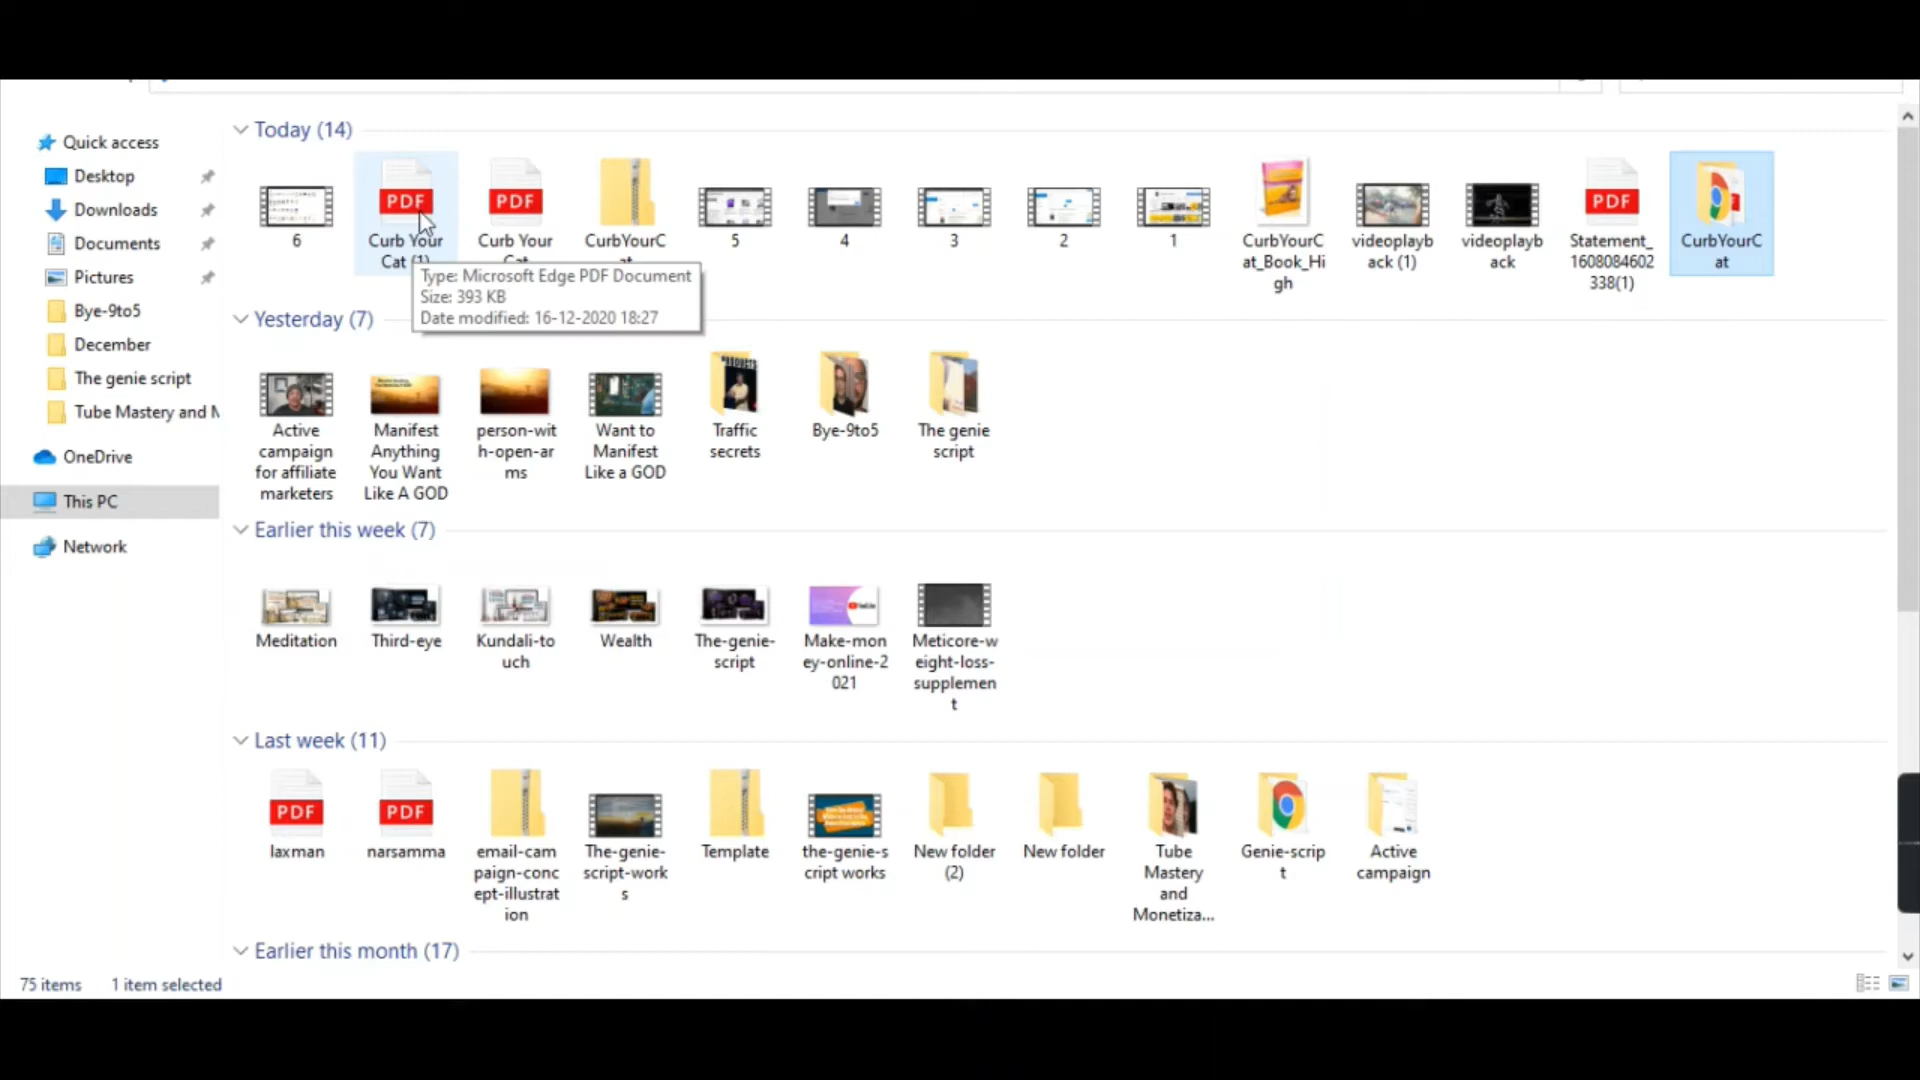 Today (14)
Quick access
Desktop
Downloads
Documents
Pictures
Bye-9to5
December
The genie script
Tube Mastery and M
OneDrive
This PC
Network
6
PDF
Curb Your
Cat (1)
PDF
Curb Your
Cat
CurbYourC
at
5
4
3
2
1
CurbYourC
at_Book_Hi
gh
videoplayb
ack (1)
videoplayb
ack
PDF
Statement_
1608084602
338(1)
CurbYourC
at
Type: Microsoft Edge PDF Document
Size: 393 KB
Date modified: 16-12-2020 18:27
Yesterday (7)
Active
campaign
for affiliate
marketers
Manifest
Anything
You Want
Like A GOD
person-wit
h-open-ar
ms
Want to
Manifest
Like a GOD
Traffic
secrets
Bye-9to5
The genie
script
Earlier this week (7)
Meditation
Third-eye
Kundali-to
uch
Wealth
The-genie-
script
Make-mon
ey-online-2
021
Meticore-w
eight-loss-
supplemen
t
Last week (11)
PDF
laxman
PDF
narsamma
email-cam
paign-conc
ept-illustrat
ion
The-genie-
script-work
s
Template
the-genie-s
cript works
New folder
(2)
New folder
Tube
Mastery
and
Monetiza...
Genie-scrip
t
Active
campaign
Earlier this month (17)
75 items
1 item selected